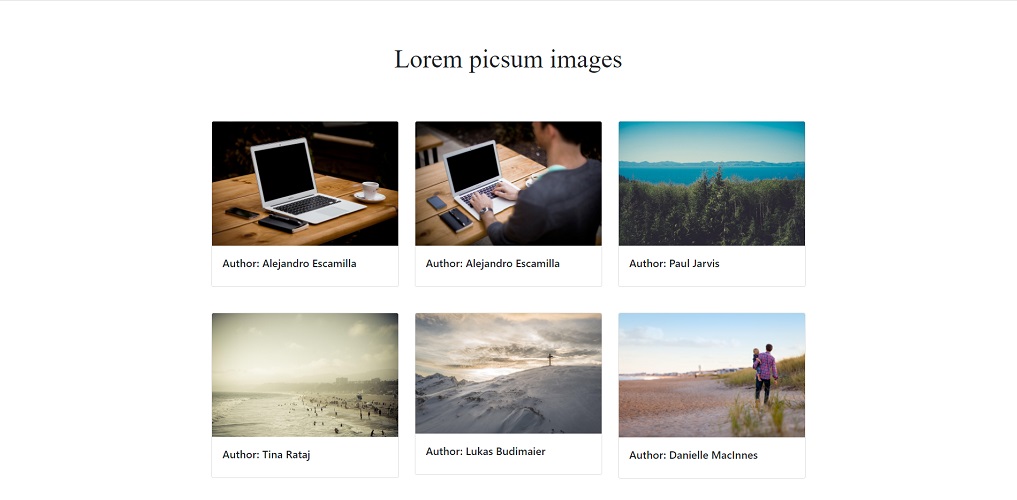 Lorem picsum images
Author: Alejandro Escamilla
Author: Alejandro Escamilla
Author: Paul Jarvis
Author: Tina Rataj
Author: Lukas Budimaier
Author: Danielle MacInnes